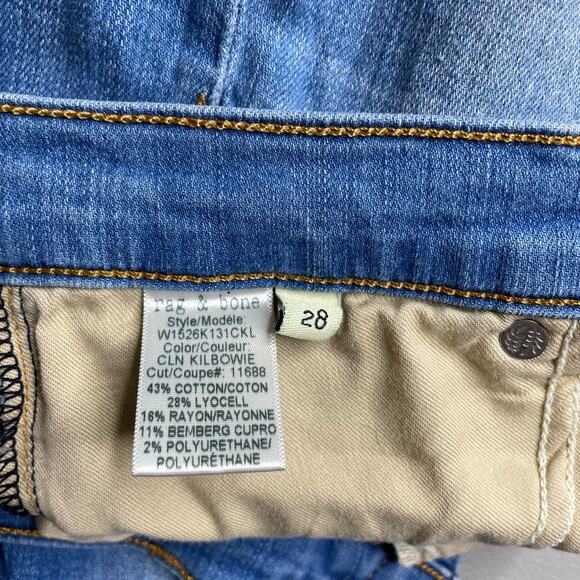 rag & bone
Style/Modéle:
W1526K131CKL
Color/Couleur:
CLN KILBOWIE
Cut/Coupe#: 11688
43% COTTON/COTON
28% LYOCELL
16% RAYON/RAYONNE
11% BEMBERG CUPRO
2% POLYURETHANE/
POLYURÉTHANE
28